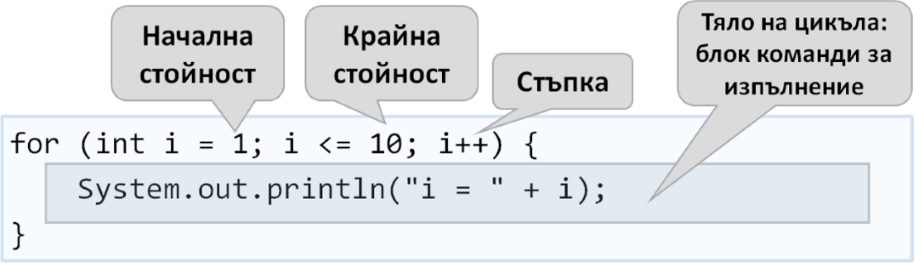 Начална
стойност
Крайна
стойност
Стъпка
Тяло на цикъла:
блок команди за
изпълнение
for (int i = 1; i <= 10; i++) {
System.out.println("i = " + i);
}